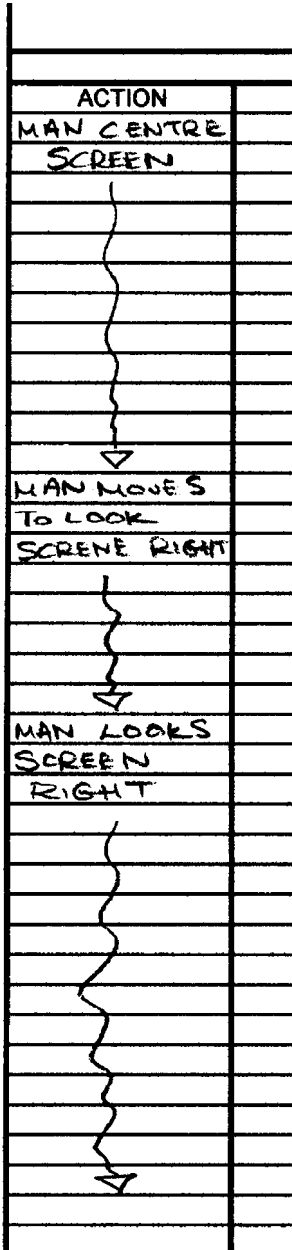 ACTION
MAN CENTRE
SCREEN
MAN MOVES
TO LOOK
SCRENE RIGHT
MAN LOOKS
SCREEN
RIGHT